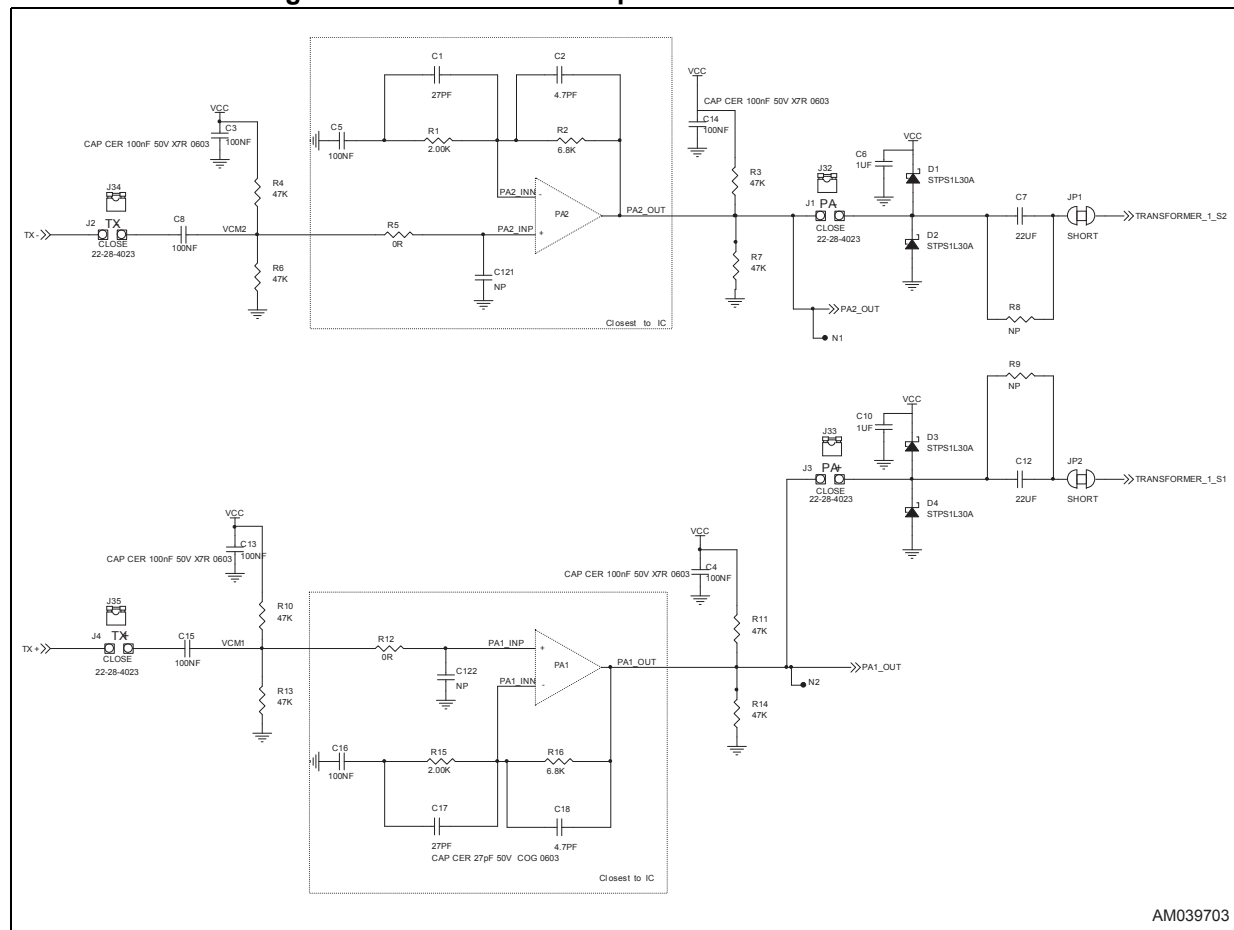 C1
27PF
C2
4.7PF
VCC
CAP CER 100nF 50V X7R 0603
C14
100NF
VCC
C3
100NF
CAP CER 100nF 50V X7R 0603
C5
100NF
R1
2.00K
R2
6.8K
J34
J2
TX-
CLOSE
22-28-4023
TX-
C8
100NF
VCM2
R4
47K
R6
47K
R5
0R
PA2_INN
PA2_INP
-
+
PA2
PA2_OUT
C121
NP
Closest to IC
R3
47K
R7
47K
J32
J1
PA-
CLOSE
22-28-4023
VCC
C6
1UF
D1
STPS1L30A
D2
STPS1L30A
C7
22UF
JP1
SHORT
TRANSFORMER_1_S2
R8
NP
PA2_OUT
N1
R9
NP
VCC
C10
1UF
D3
STPS1L30A
D4
STPS1L30A
J33
J3
PA+
CLOSE
22-28-4023
C12
22UF
JP2
SHORT
TRANSFORMER_1_S1
VCC
C13
100NF
CAP CER 100nF 50V X7R 0603
VCC
C4
100NF
CAP CER 100nF 50V X7R 0603
J35
J4
TX+
CLOSE
22-28-4023
TX+
C15
100NF
VCM1
R10
47K
R13
47K
R12
0R
PA1_INP
PA1_INN
+
-
PA1
PA1_OUT
C122
NP
R11
47K
R14
47K
PA1_OUT
N2
C16
100NF
R15
2.00K
R16
6.8K
C17
27PF
CAP CER 27pF 50V COG 0603
C18
4.7PF
Closest to IC
AM039703